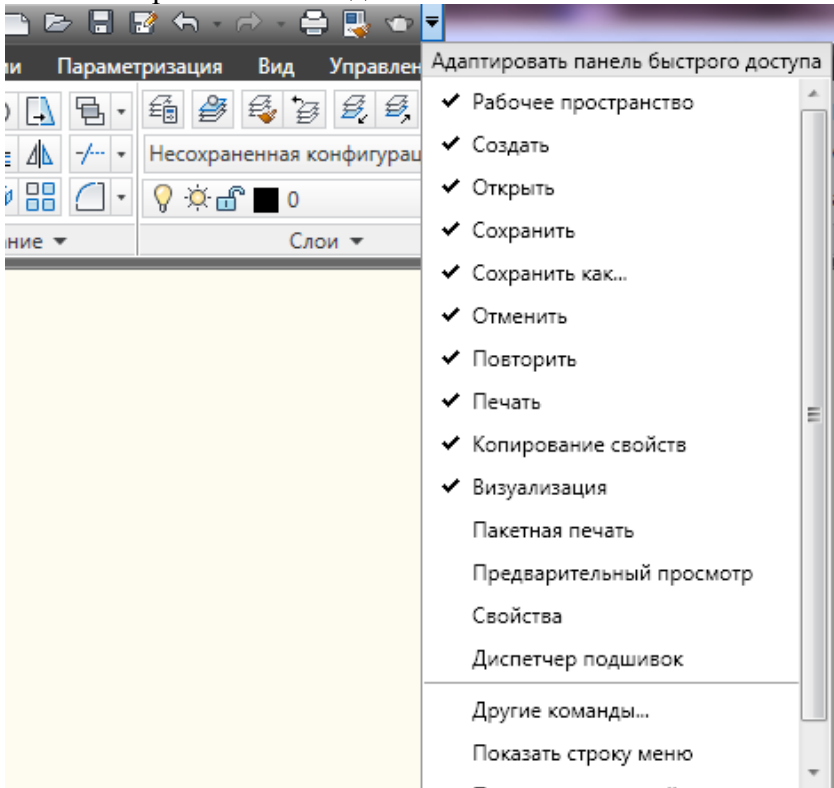 Параметризация Вид Управлен
Адаптировать панель быстрого доступа
Рабочее пространство
Создать
Несохраненная конфигурац
Открыть
0
Сохранить
ние
Слои
Сохранить как...
Отменить
Повторить
Печать
Копирование свойств
Визуализация
Пакетная печать
Предварительный просмотр
Свойства
Диспетчер подшивок
Другие команды...
Показать строку меню